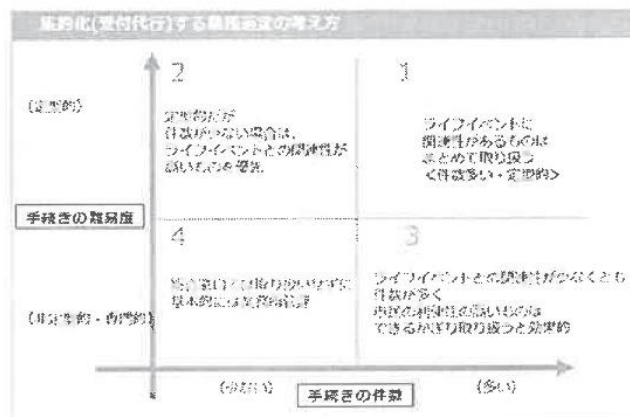 集約化(受付代行)する業務選定の考え方
2
1
(定型的)
定型的だが
件数が少ない場合は、
ライフイベントとの関連性が
高いものを優先
ライフイベントに
関連性があるものは
まとめて取り扱う
<件数多い・定型的>
手続きの難易度
4
3
総合窓口では取り扱いせずに
基本的には
ライフイベントとの関連性が少なくとも
件数が多く
市民の利便性の高いものは
できるかぎり取り扱うと効果的
(非定型的・専門的)
(少ない)
手続きの件数
(多い)